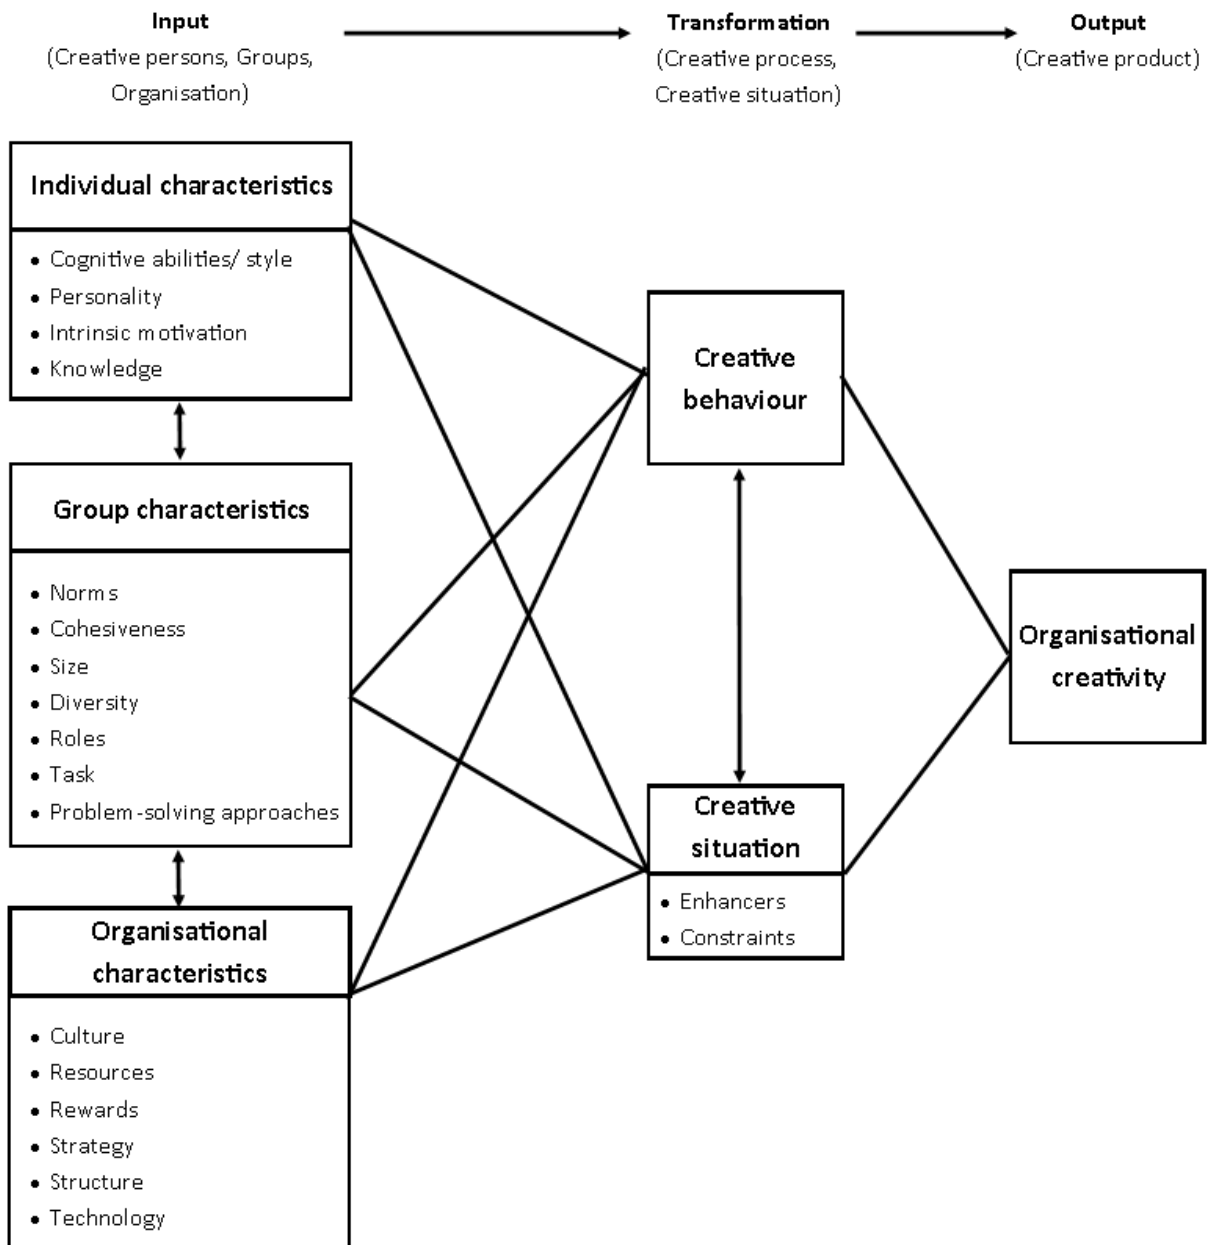 Input
(Creative persons, Groups,
Organisation)
Transformation
(Creative process,
Creative situation)
Output
(Creative product)
Individual characteristics
• Cognitive abilities/ style
• Personality
• Intrinsic motivation
• Knowledge
Group characteristics
• Norms
• Cohesiveness
• Size
• Diversity
• Roles
• Task
• Problem-solving approaches
Organisational
characteristics
• Culture
• Resources
• Rewards
• Strategy
• Structure
• Technology
Creative
behaviour
Creative
situation
• Enhancers
• Constraints
Organisational
creativity